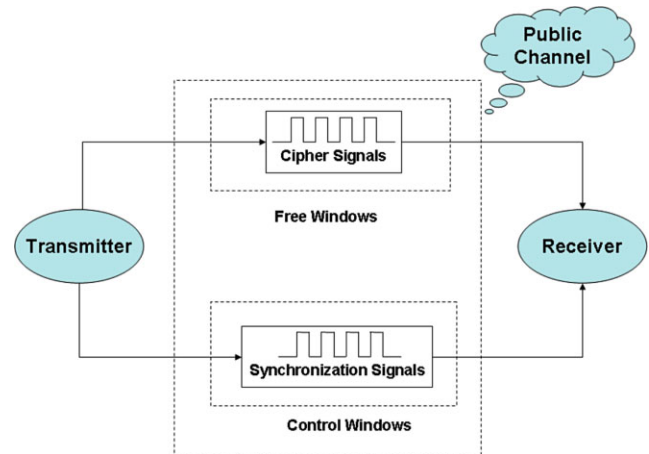 Public
Channel
Cipher Signals
Free Windows
Transmitter
Receiver
Synchronization Signals
Control Windows